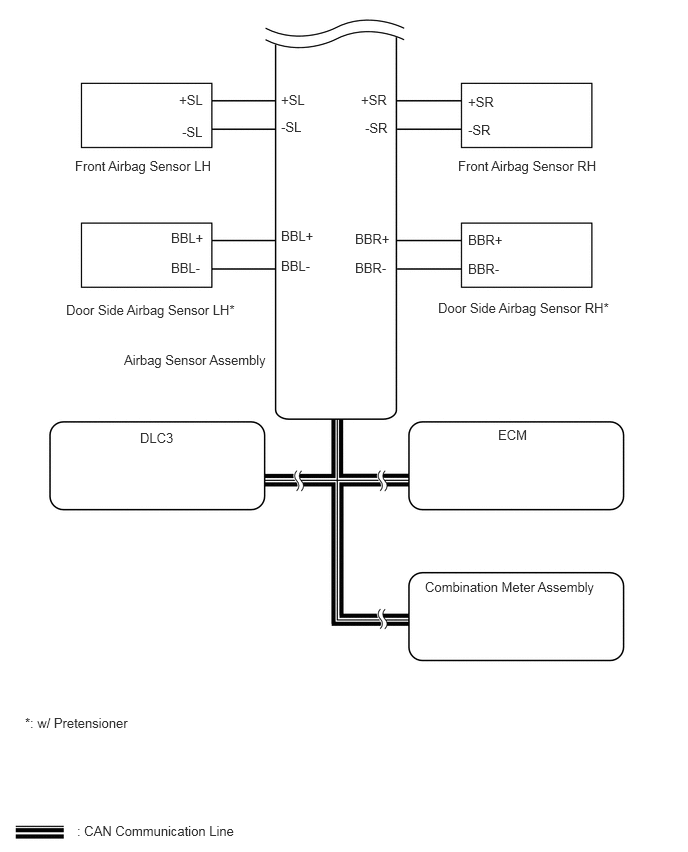 +SL +SL +SR +SR
-SL -SL -SR -SR
Front Airbag Sensor LH Front Airbag Sensor RH
BBL+ BBL+ BBR+ BBR+
BBL- BBL- BBR- BBR-
Door Side Airbag Sensor LH* Door Side Airbag Sensor RH*
Airbag Sensor Assembly
DLC3 ECM
Combination Meter Assembly
*: w/ Pretensioner
: CAN Communication Line